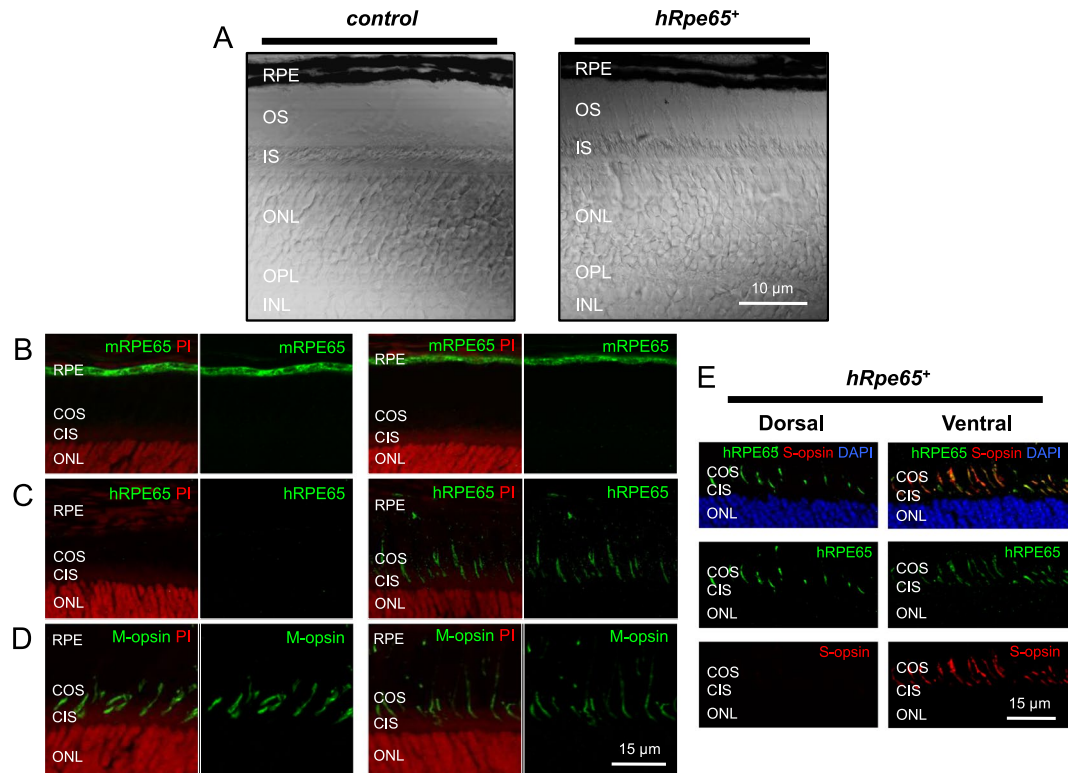 control
hRpe65⁺
A
RPE
OS
IS
ONL
OPL
INL
RPE
OS
IS
ONL
OPL
INL
10 µm
B
mRPE65 PI
RPE
COS
CIS
ONL
mRPE65
mRPE65 PI
RPE
COS
CIS
ONL
mRPE65
C
hRPE65 PI
RPE
COS
CIS
ONL
hRPE65
hRPE65 PI
RPE
COS
CIS
ONL
hRPE65
D
M-opsin PI
RPE
COS
CIS
ONL
M-opsin
M-opsin PI
RPE
COS
CIS
ONL
M-opsin
15 µm
E
hRpe65⁺
Dorsal
Ventral
hRPE65 S-opsin DAPI
COS
CIS
ONL
hRPE65 S-opsin DAPI
COS
CIS
ONL
hRPE65
COS
CIS
ONL
hRPE65
COS
CIS
ONL
S-opsin
COS
CIS
ONL
S-opsin
COS
CIS
ONL
15 µm